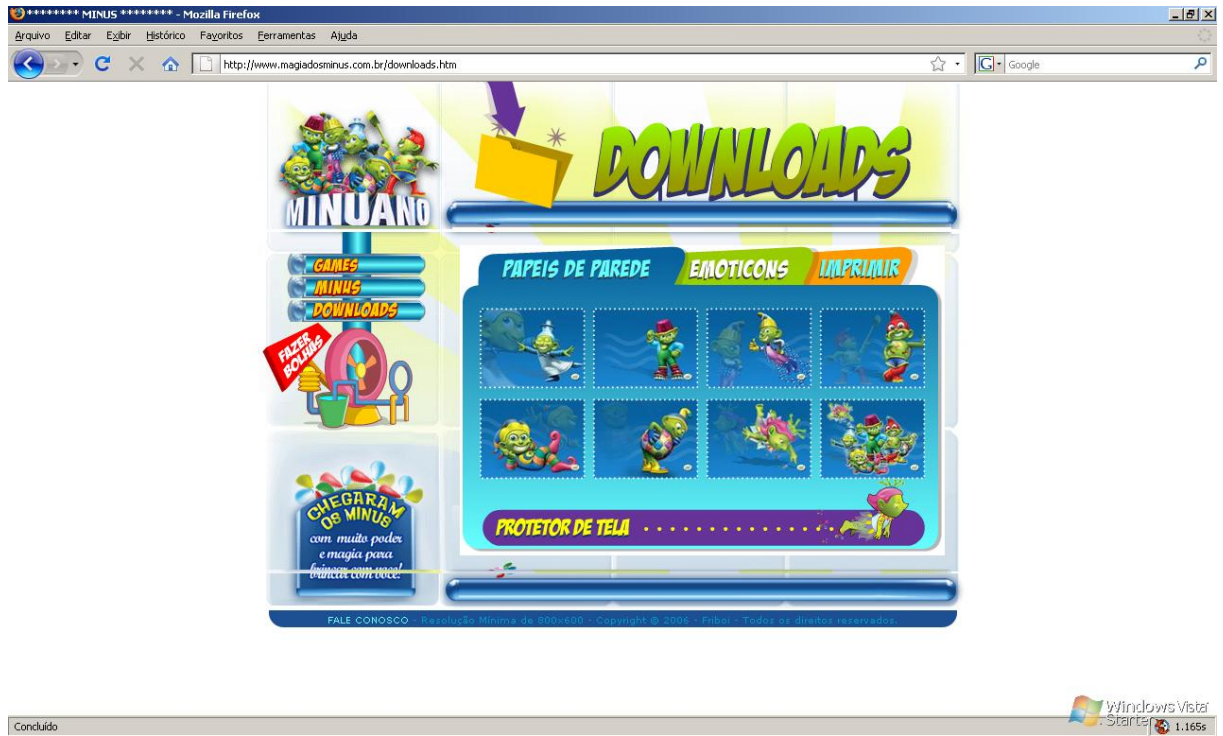 ******** MINUS ******** - Mozilla Firefox
Arquivo Editar Exibir Histórico Favoritos Ferramentas Ajuda
http://www.magiadosminus.com.br/downloads.htm
G Google
DOWNLOADS
MINUANO
GAMES
MINUS
DOWNLOADS
FAZER
BOLHAS
PAPEIS DE PAREDE EMOTICONS IMPRIMIR
PROTETOR DE TELA
CHEGARAM
OS MINUS
com muito poder
e magia para
brincar com voce!
FALE CONOSCO - Resolução Mínima de 800x600 - Copyright @ 2006 - Friboi - Todos os direitos reservados.
Windows Vista
Starter
Concluído
1.165s